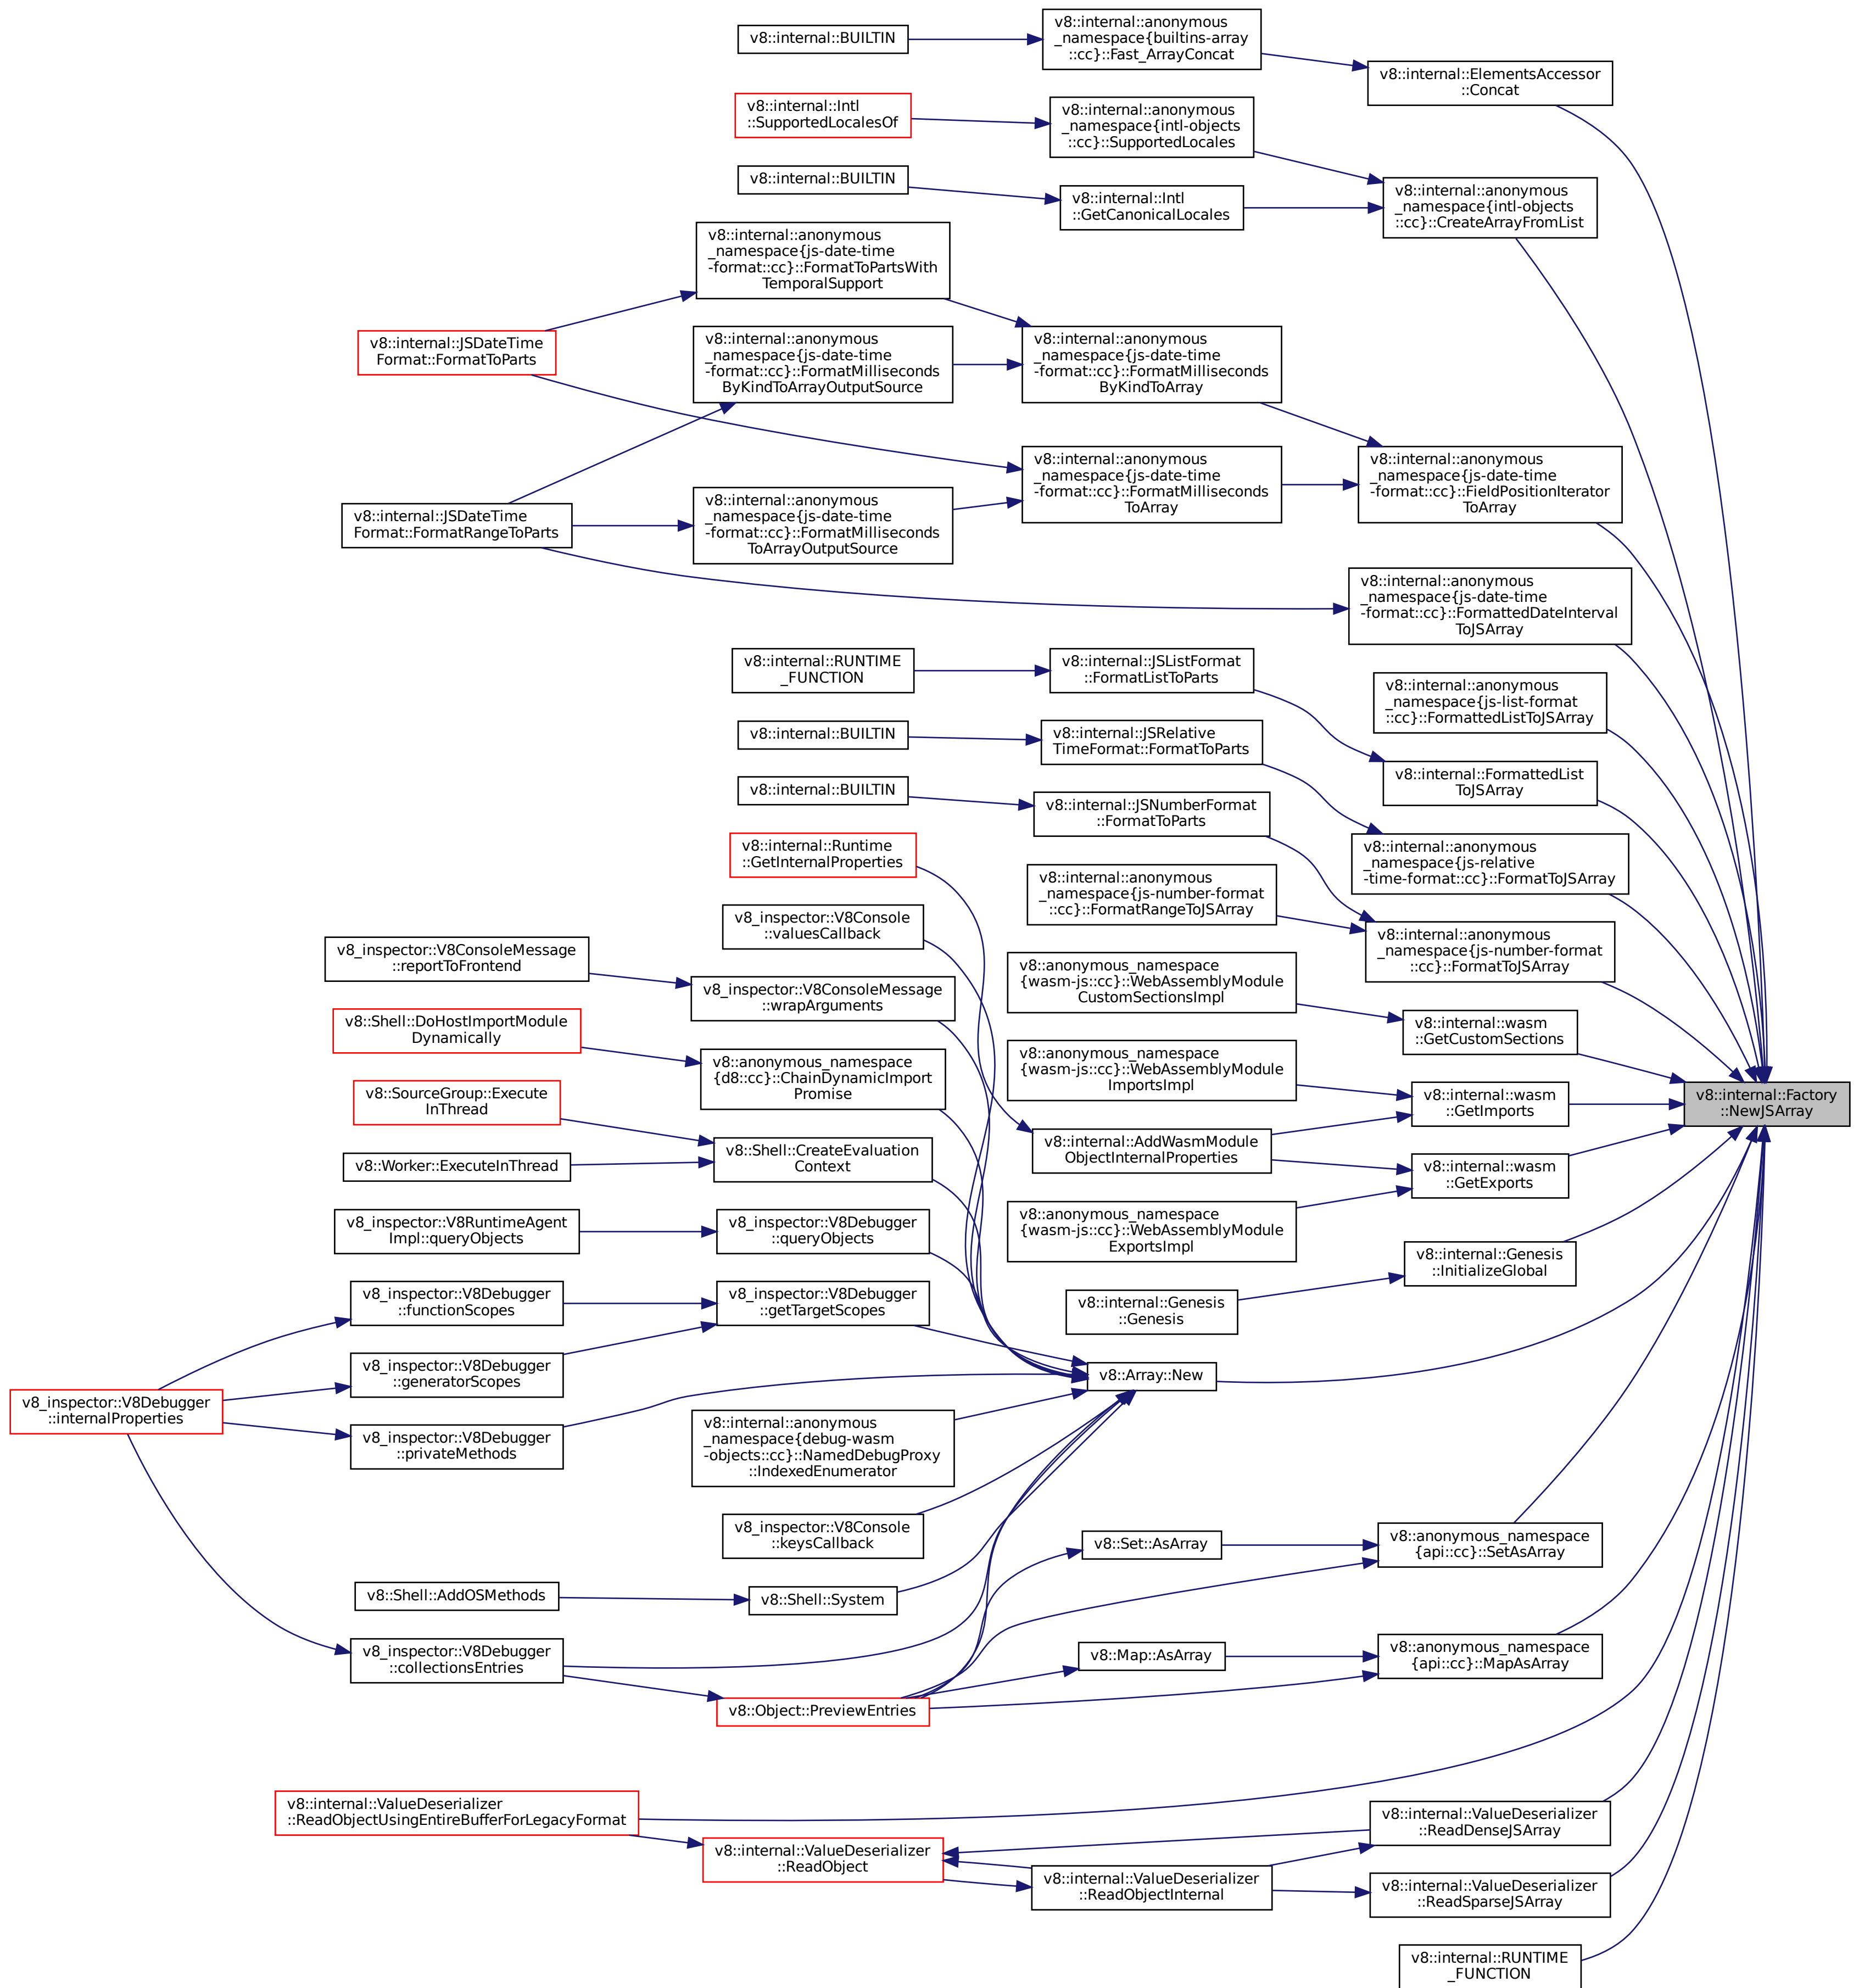 v8::internal::BUILTIN
v8::internal::anonymous
_namespace{builtins-array
::cc}::Fast_ArrayConcat
v8::internal::ElementsAccessor
::Concat
v8::internal::Intl
::SupportedLocalesOf
v8::internal::anonymous
_namespace{intl-objects
::cc}::SupportedLocales
v8::internal::BUILTIN
v8::internal::Intl
::GetCanonicalLocales
v8::internal::anonymous
_namespace{intl-objects
::cc}::CreateArrayFromList
v8::internal::anonymous
_namespace{js-date-time
-format::cc}::FormatToPartsWith
TemporalSupport
v8::internal::JSDateTime
Format::FormatToParts
v8::internal::anonymous
_namespace{js-date-time
-format::cc}::FormatMilliseconds
ByKindToArrayOutputSource
v8::internal::anonymous
_namespace{js-date-time
-format::cc}::FormatMilliseconds
ByKindToArray
v8::internal::JSDateTime
Format::FormatRangeToParts
v8::internal::anonymous
_namespace{js-date-time
-format::cc}::FormatMilliseconds
ToArrayOutputSource
v8::internal::anonymous
_namespace{js-date-time
-format::cc}::FormatMilliseconds
ToArray
v8::internal::anonymous
_namespace{js-date-time
-format::cc}::FieldPositionIterator
ToArray
v8::internal::anonymous
_namespace{js-date-time
-format::cc}::FormattedDateInterval
ToJSArray
v8::internal::RUNTIME
_FUNCTION
v8::internal::JSListFormat
::FormatListToParts
v8::internal::anonymous
_namespace{js-list-format
::cc}::FormattedListToJSArray
v8::internal::BUILTIN
v8::internal::JSRelative
TimeFormat::FormatToParts
v8::internal::FormattedList
ToJSArray
v8::internal::BUILTIN
v8::internal::JSNumberFormat
::FormatToParts
v8::internal::anonymous
_namespace{js-relative
-time-format::cc}::FormatToJSArray
v8::internal::Runtime
::GetInternalProperties
v8::internal::anonymous
_namespace{js-number-format
::cc}::FormatRangeToJSArray
v8::internal::anonymous
_namespace{js-number-format
::cc}::FormatToJSArray
v8_inspector::V8Console
::valuesCallback
v8_inspector::V8ConsoleMessage
::reportToFrontend
v8_inspector::V8ConsoleMessage
::wrapArguments
v8::anonymous_namespace
{wasm-js::cc}::WebAssemblyModule
CustomSectionsImpl
v8::internal::wasm
::GetCustomSections
v8::Shell::DoHostImportModule
Dynamically
v8::anonymous_namespace
{d8::cc}::ChainDynamicImport
Promise
v8::anonymous_namespace
{wasm-js::cc}::WebAssemblyModule
ImportsImpl
v8::internal::wasm
::GetImports
v8::internal::Factory
::NewJSArray
v8::SourceGroup::Execute
InThread
v8::Worker::ExecuteInThread
v8::Shell::CreateEvaluation
Context
v8::internal::AddWasmModule
ObjectInternalProperties
v8::internal::wasm
::GetExports
v8_inspector::V8RuntimeAgent
Impl::queryObjects
v8_inspector::V8Debugger
::queryObjects
v8::anonymous_namespace
{wasm-js::cc}::WebAssemblyModule
ExportsImpl
v8::internal::Genesis
::InitializeGlobal
v8_inspector::V8Debugger
::functionScopes
v8_inspector::V8Debugger
::getTargetScopes
v8::internal::Genesis
::Genesis
v8_inspector::V8Debugger
::generatorScopes
v8::Array::New
v8_inspector::V8Debugger
::internalProperties
v8_inspector::V8Debugger
::privateMethods
v8::internal::anonymous
_namespace{debug-wasm
-objects::cc}::NamedDebugProxy
::IndexedEnumerator
v8_inspector::V8Console
::keysCallback
v8::Set::AsArray
v8::anonymous_namespace
{api::cc}::SetAsArray
v8::Shell::AddOSMethods
v8::Shell::System
v8_inspector::V8Debugger
::collectionsEntries
v8::Map::AsArray
v8::anonymous_namespace
{api::cc}::MapAsArray
v8::Object::PreviewEntries
v8::internal::ValueDeserializer
::ReadObjectUsingEntireBufferForLegacyFormat
v8::internal::ValueDeserializer
::ReadObject
v8::internal::ValueDeserializer
::ReadDenseJSArray
v8::internal::ValueDeserializer
::ReadObjectInternal
v8::internal::ValueDeserializer
::ReadSparseJSArray
v8::internal::RUNTIME
_FUNCTION